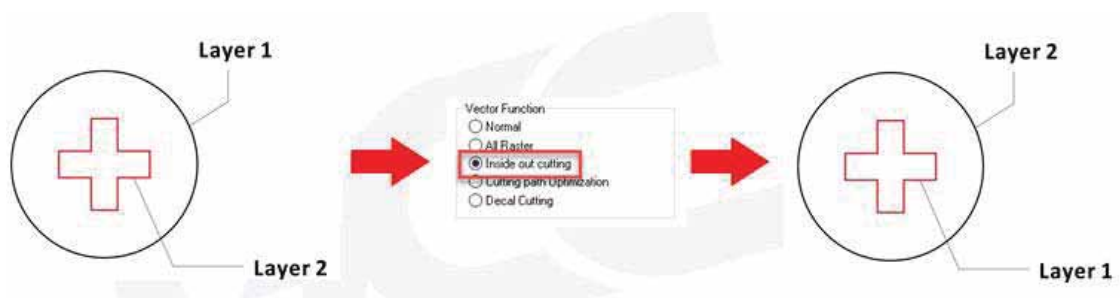 Layer 1
Layer 2
Vector Function
Normal
All Raster
Inside out cutting
Cutting path Optimization
Decal Cutting
Layer 2
Layer 1